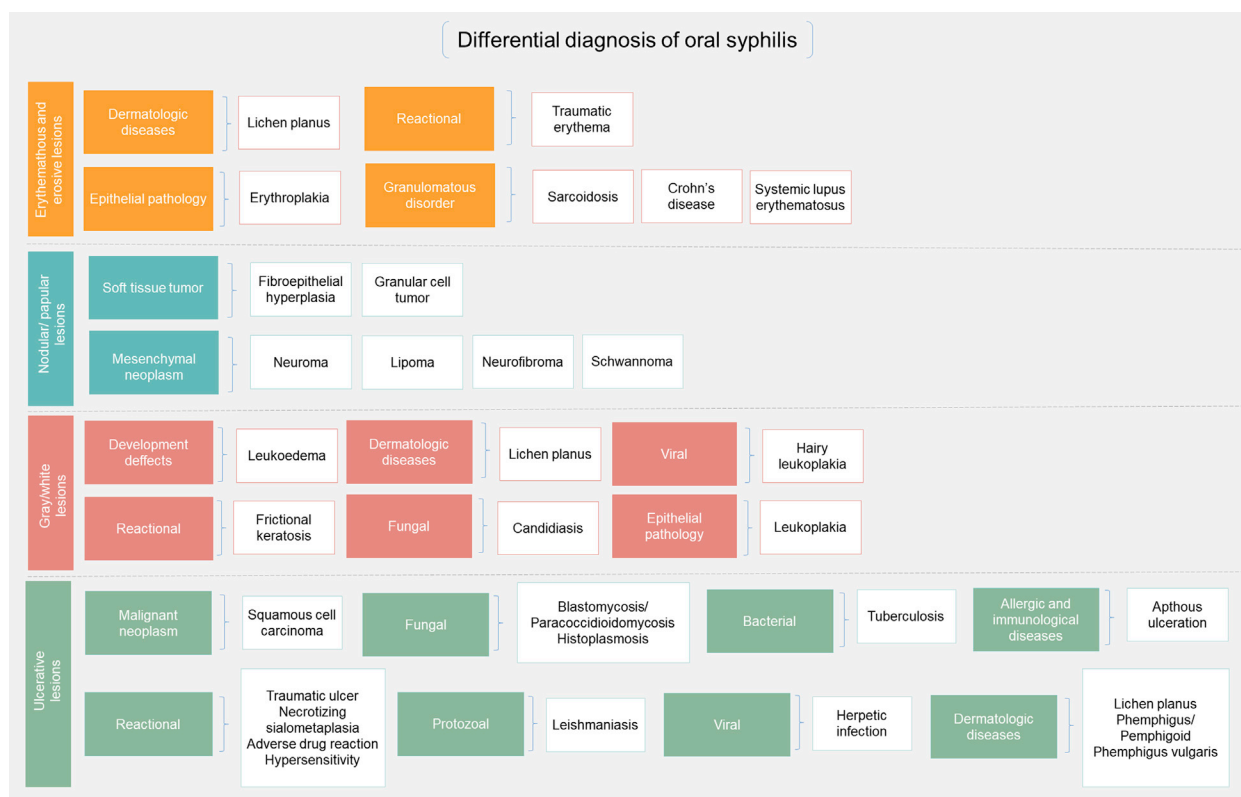 Differential diagnosis of oral syphilis
Erythemathous and
erosive lesions
Dermatologic
diseases
Lichen planus
Reactional
Traumatic
erythema
Epithelial pathology
Erythroplakia
Granulomatous
disorder
Sarcoidosis
Crohn's
disease
Systemic lupus
erythematosus
Nodular/ papular
lesions
Soft tissue tumor
Fibroepithelial
hyperplasia
Granular cell
tumor
Mesenchymal
neoplasm
Neuroma
Lipoma
Neurofibroma
Schwannoma
Gray/white
lesions
Development
deffects
Leukoedema
Dermatologic
diseases
Lichen planus
Viral
Hairy
leukoplakia
Reactional
Frictional
keratosis
Fungal
Candidiasis
Epithelial
pathology
Leukoplakia
Ulcerative
lesions
Malignant
neoplasm
Squamous cell
carcinoma
Fungal
Blastomycosis/
Paracoccidioidomycosis
Histoplasmosis
Bacterial
Tuberculosis
Allergic and
immunological
diseases
Apthous
ulceration
Reactional
Traumatic ulcer
Necrotizing
sialometaplasia
Adverse drug reaction
Hypersensitivity
Protozoal
Leishmaniasis
Viral
Herpetic
infection
Dermatologic
diseases
Lichen planus
Phemphigus/
Pemphigoid
Phemphigus vulgaris